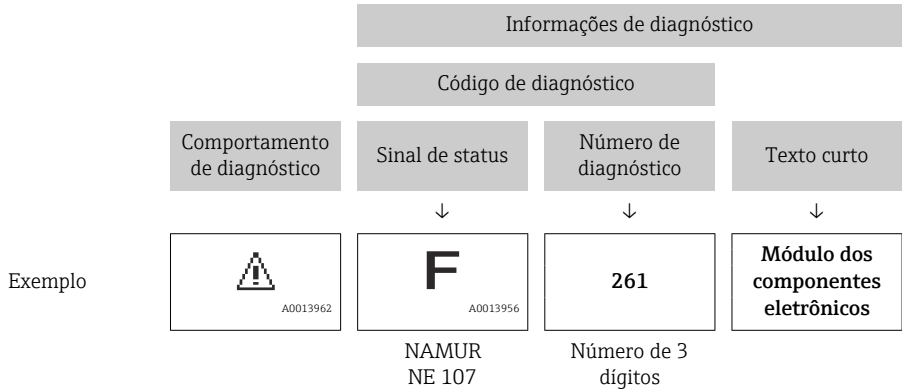 Informações de diagnóstico
Código de diagnóstico
Comportamento
de diagnóstico
Sinal de status
Número de
diagnóstico
Texto curto
↓
↓
↓
Exemplo
A0013962
F
A0013956
261
Módulo dos
componentes
eletrônicos
NAMUR
NE 107
Número de 3
dígitos